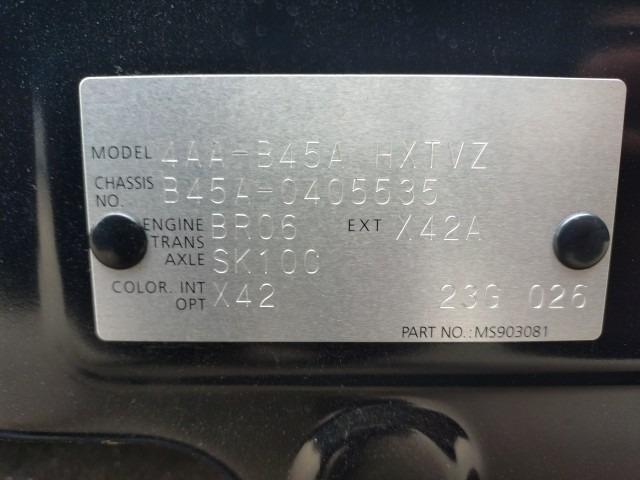 MODEL 4AA-B45A HXTVZ
CHASSIS NO. B45A-0405535
ENGINE BR06 EXT X42A
TRANS AXLE SK10C
COLOR. INT OPT X42 23G 026
PART NO.: MS903081